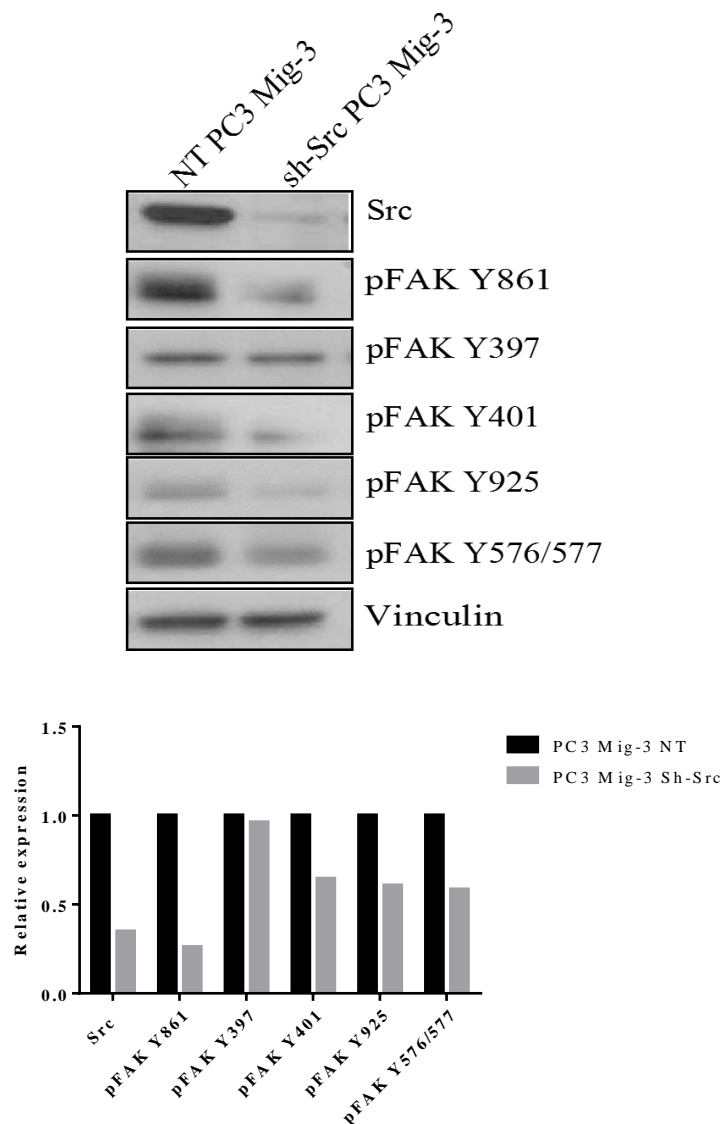 NT PC3 Mig-3
sh-Src PC3 Mig-3
Src
pFAK Y861
pFAK Y397
pFAK Y401
pFAK Y925
pFAK Y576/577
Vinculin
1.5
1.0
0.5
0.0
Relative expression
PC3 Mig-3 NT
PC3 Mig-3 Sh-Src
Src
pFAK Y861
pFAK Y397
pFAK Y401
pFAK Y925
pFAK Y576/577